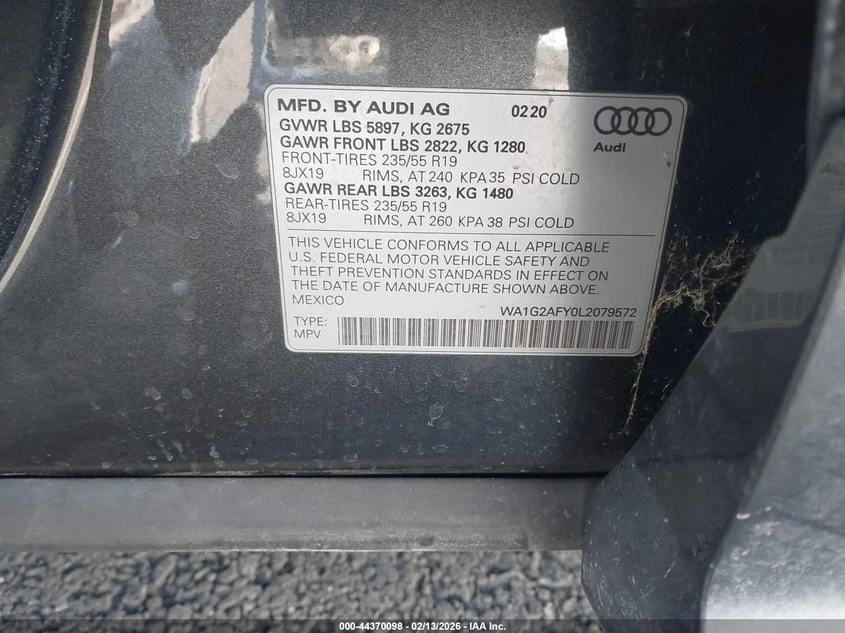 MFD. BY AUDI AG 02 20
GVWR LBS 5897, KG 2675
GAWR FRONT LBS 2822, KG 1280
FRONT-TIRES 235/55 R19
8JX19 RIMS, AT 240 KPA 35 PSI COLD
GAWR REAR LBS 3263, KG 1480
REAR-TIRES 235/55 R19
8JX19 RIMS, AT 260 KPA 38 PSI COLD
Audi
THIS VEHICLE CONFORMS TO ALL APPLICABLE
U.S. FEDERAL MOTOR VEHICLE SAFETY AND
THEFT PREVENTION STANDARDS IN EFFECT ON
THE DATE OF MANUFACTURE SHOWN ABOVE.
MEXICO
WA1G2AFY0L2079572
TYPE:
MPV
000-44370098 - 02/13/2026 - IAA Inc.